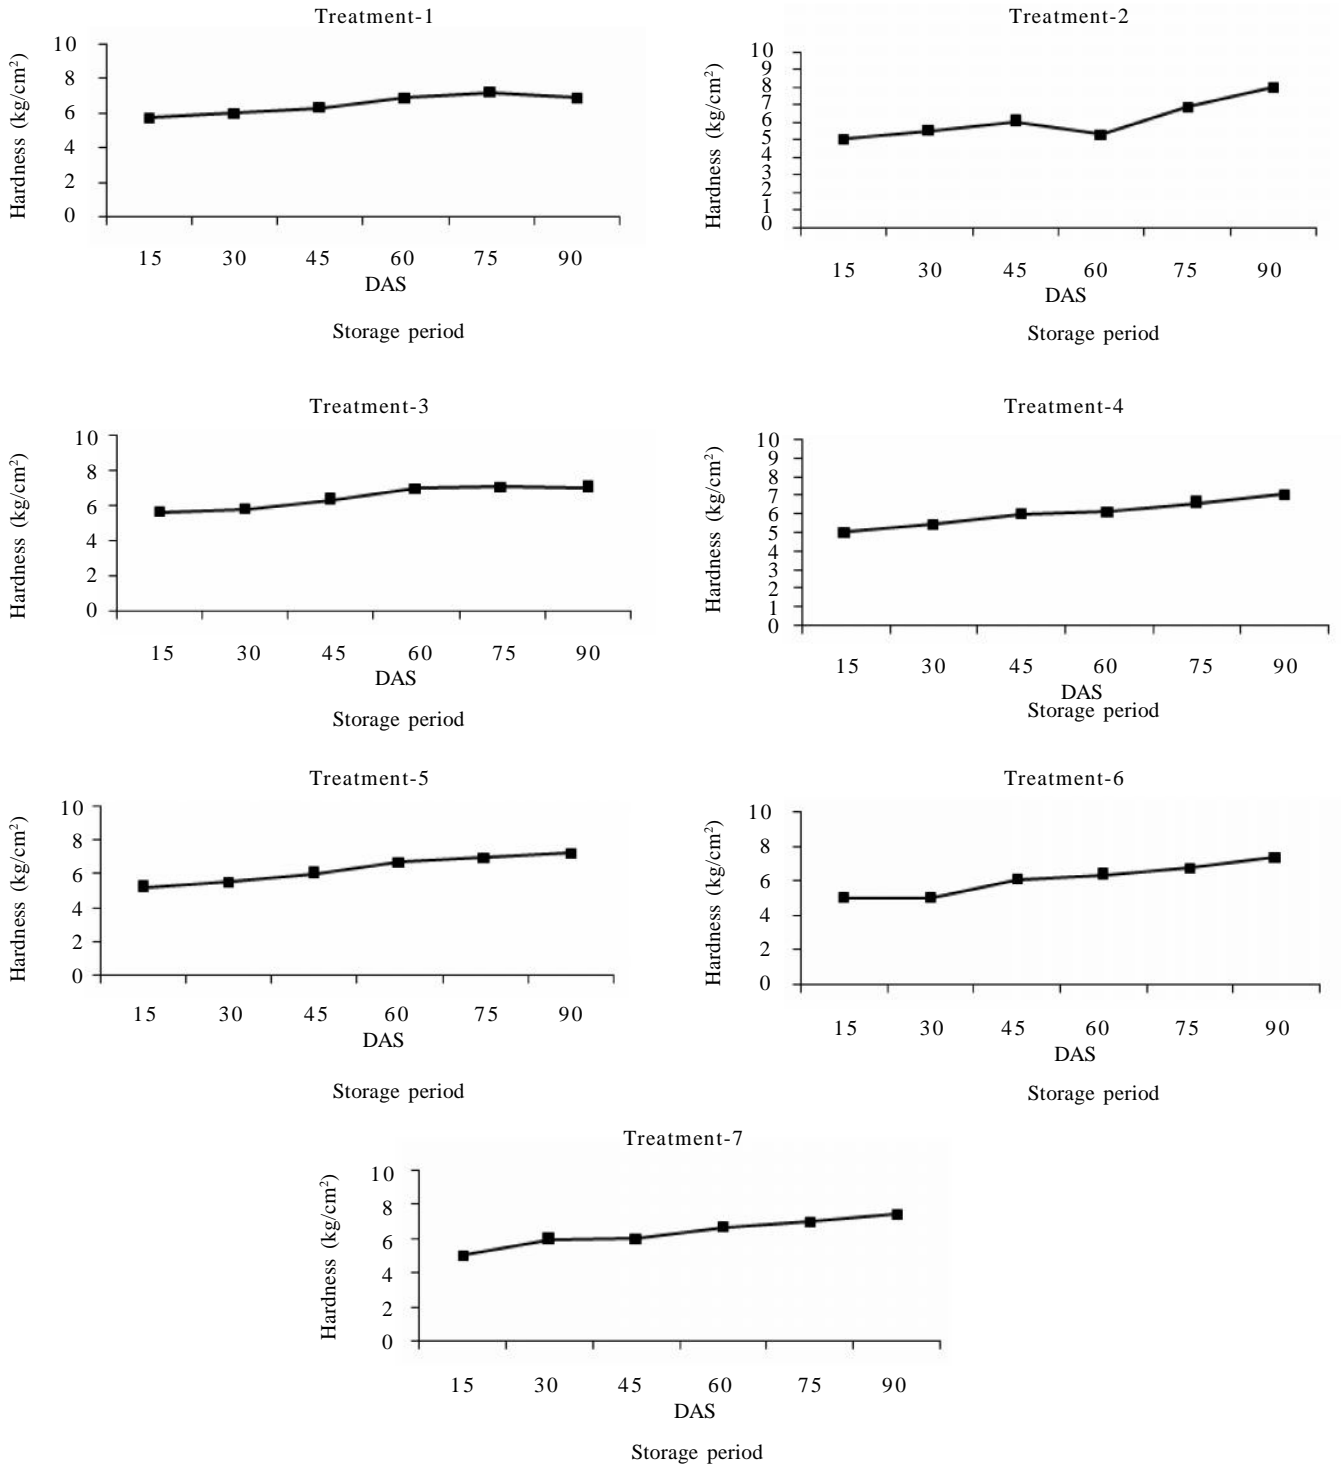 Treatment-1
Hardness (kg/cm²)
10
8
6
4
2
0
15 30 45 60 75 90
DAS
Storage period
Treatment-2
Hardness (kg/cm²)
10
9
8
7
6
5
4
3
2
1
0
15 30 45 60 75 90
DAS
Storage period
Treatment-3
Hardness (kg/cm²)
10
8
6
4
2
0
15 30 45 60 75 90
DAS
Storage period
Treatment-4
Hardness (kg/cm²)
10
9
8
7
6
5
4
3
2
1
0
15 30 45 60 75 90
DAS
Storage period
Treatment-5
Hardness (kg/cm²)
10
8
6
4
2
0
15 30 45 60 75 90
DAS
Storage period
Treatment-6
Hardness (kg/cm²)
10
8
6
4
2
0
15 30 45 60 75 90
DAS
Storage period
Treatment-7
Hardness (kg/cm²)
10
8
6
4
2
0
15 30 45 60 75 90
DAS
Storage period